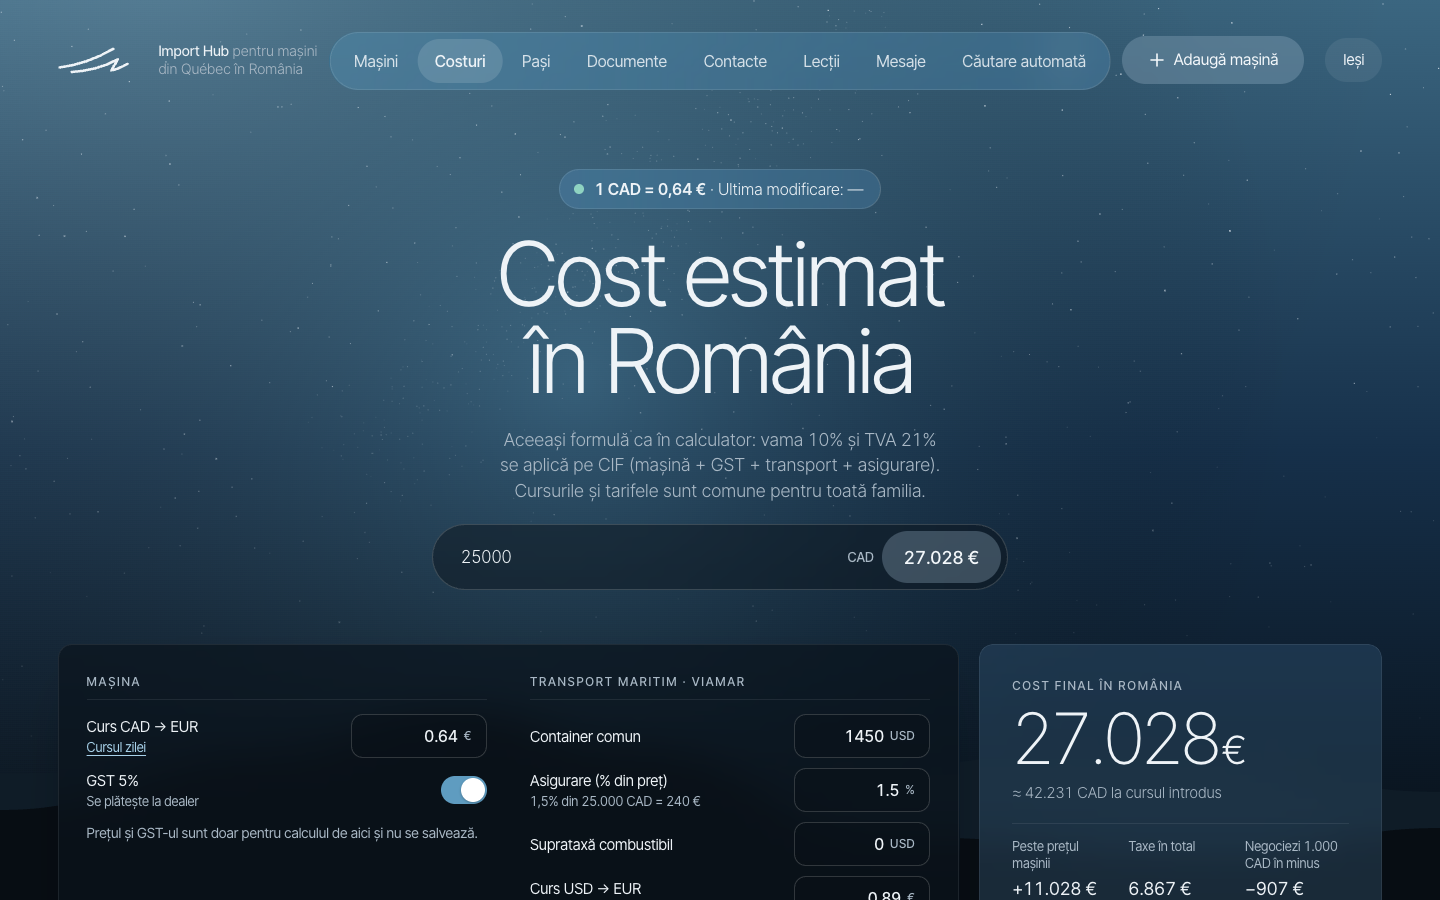 Import Hub pentru mașini
din Québec în România
Mașini
Costuri
Pași
Documente
Contacte
Lecții
Mesaje
Căutare automată
Adaugă mașină
Ieși
1 CAD = 0,64 € · Ultima modificare: —
Cost estimat
în România
Aceeași formulă ca în calculator: vama 10% și TVA 21%
se aplică pe CIF (mașină + GST + transport + asigurare).
Cursurile și tarifele sunt comune pentru toată familia.
25000
CAD
27.028 €
MAȘINA
Curs CAD → EUR
Cursul zilei
0.64 €
GST 5%
Se plătește la dealer
Prețul și GST-ul sunt doar pentru calculul de aici și nu se salvează.
TRANSPORT MARITIM · VIAMAR
Container comun
1450 USD
Asigurare (% din preț)
1,5% din 25.000 CAD = 240 €
1.5 %
Suprataxă combustibil
0 USD
Curs USD → EUR
0.89 €
COST FINAL ÎN ROMÂNIA
27.028€
≈ 42.231 CAD la cursul introdus
Peste prețul
mașinii
+11.028 €
Taxe în total
6.867 €
Negociezi 1.000
CAD în minus
−907 €